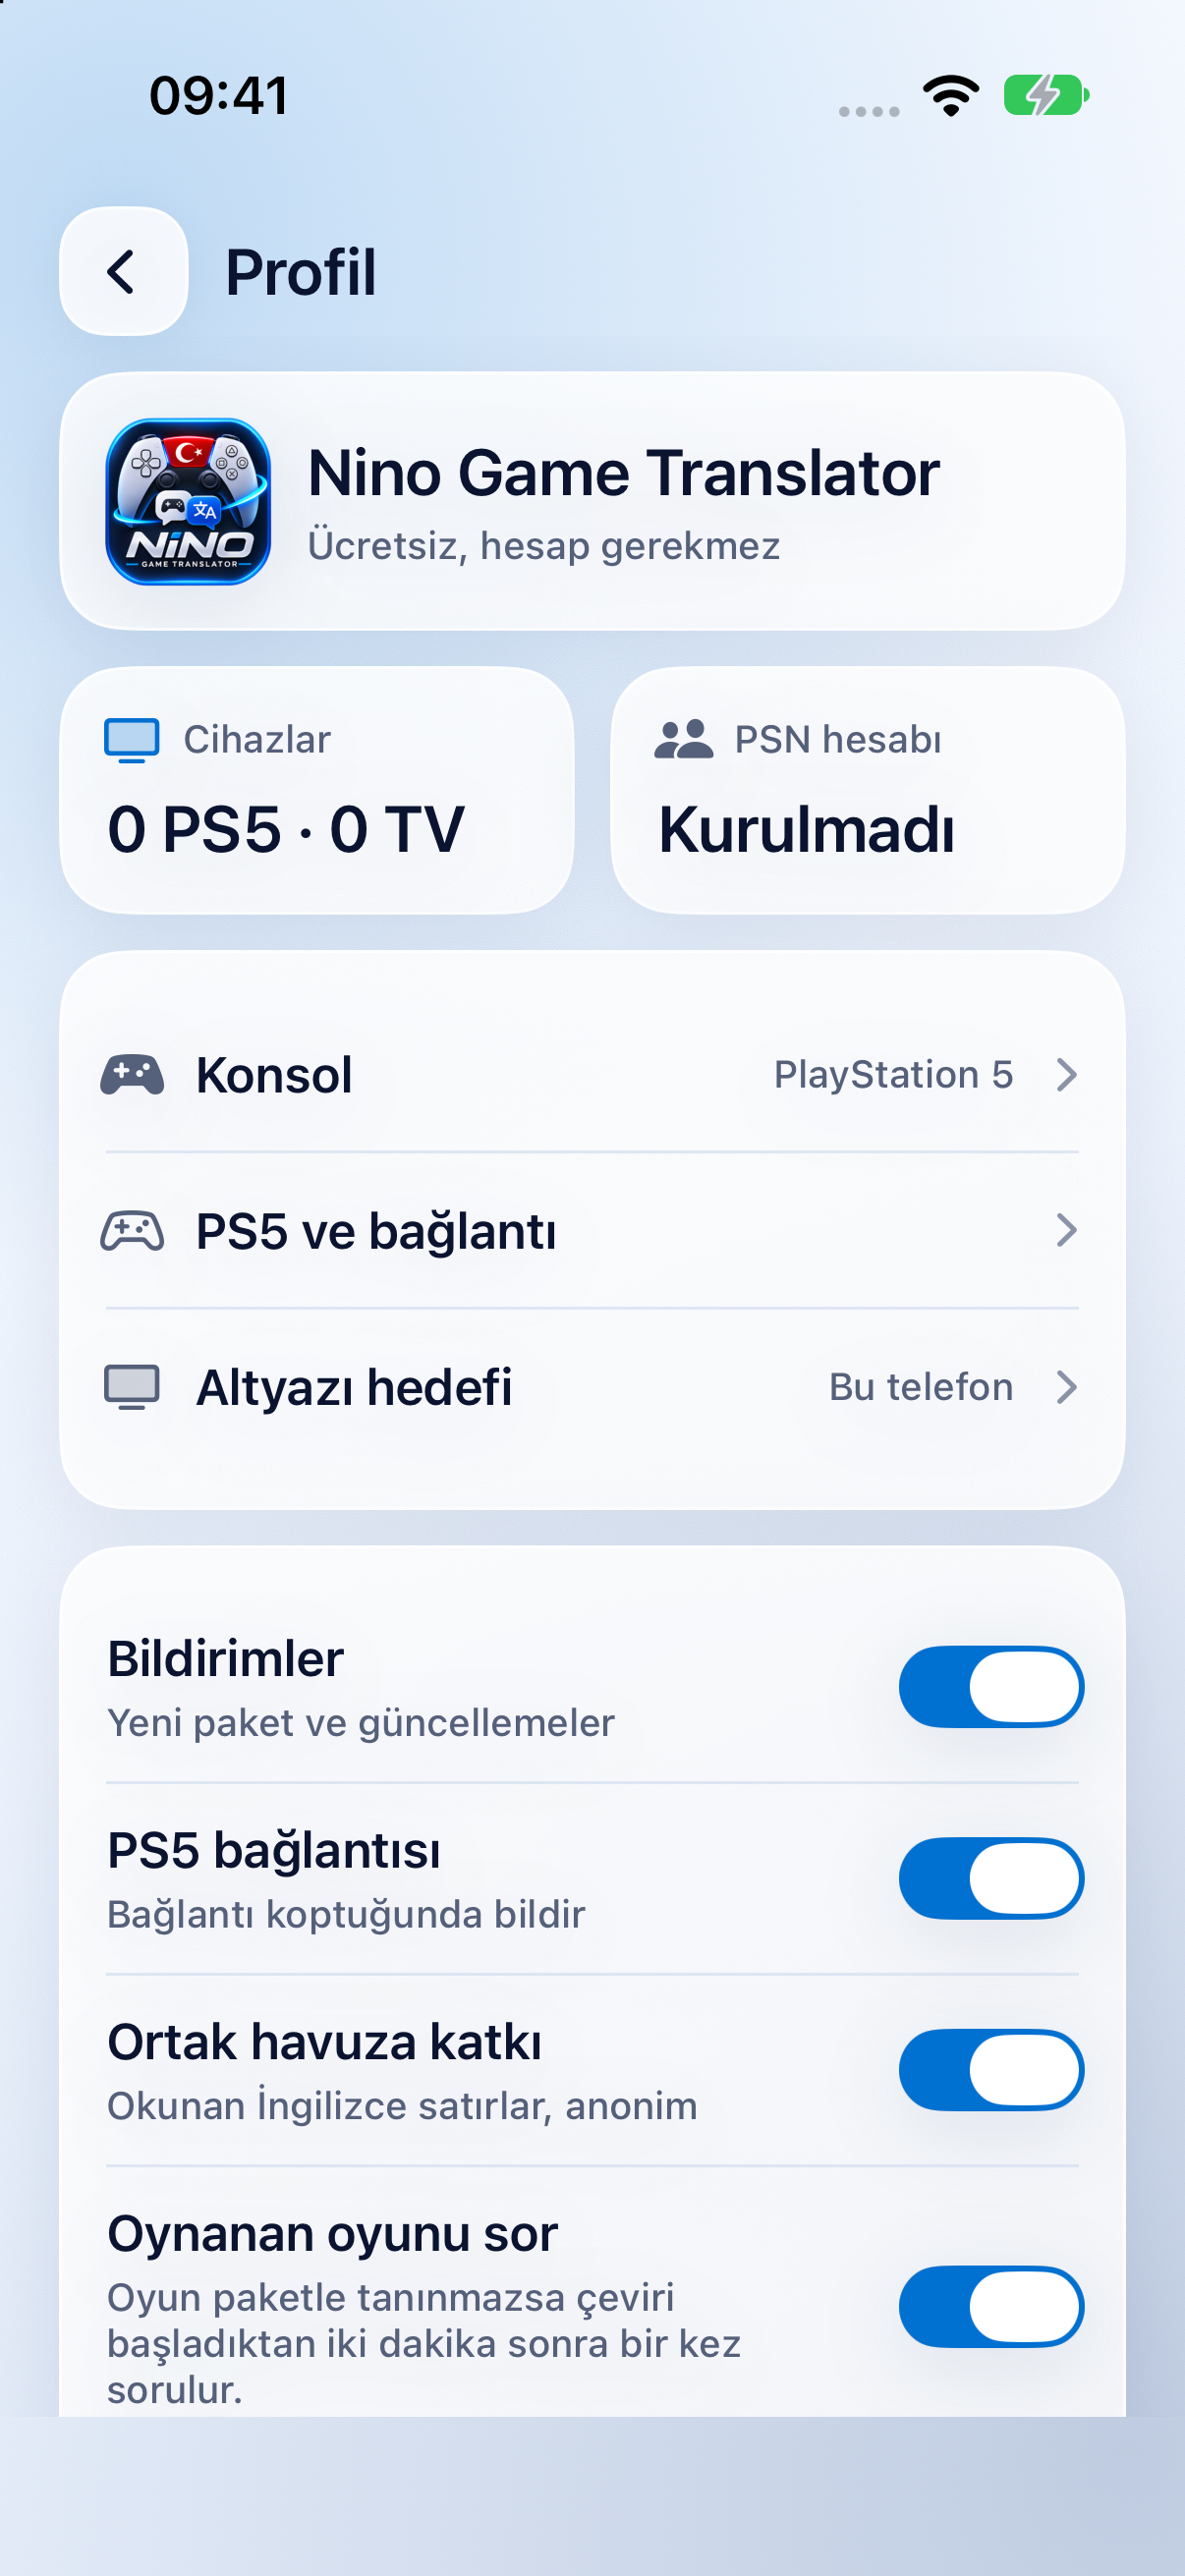 09:41
Profil
NiNO
GAME TRANSLATOR
Nino Game Translator
Ücretsiz, hesap gerekmez
Cihazlar
0 PS5 · 0 TV
PSN hesabı
Kurulmadı
Konsol PlayStation 5
PS5 ve bağlantı
Altyazı hedefi Bu telefon
Bildirimler
Yeni paket ve güncellemeler
PS5 bağlantısı
Bağlantı koptuğunda bildir
Ortak havuza katkı
Okunan İngilizce satırlar, anonim
Oynanan oyunu sor
Oyun paketle tanınmazsa çeviri
başladıktan iki dakika sonra bir kez
sorulur.